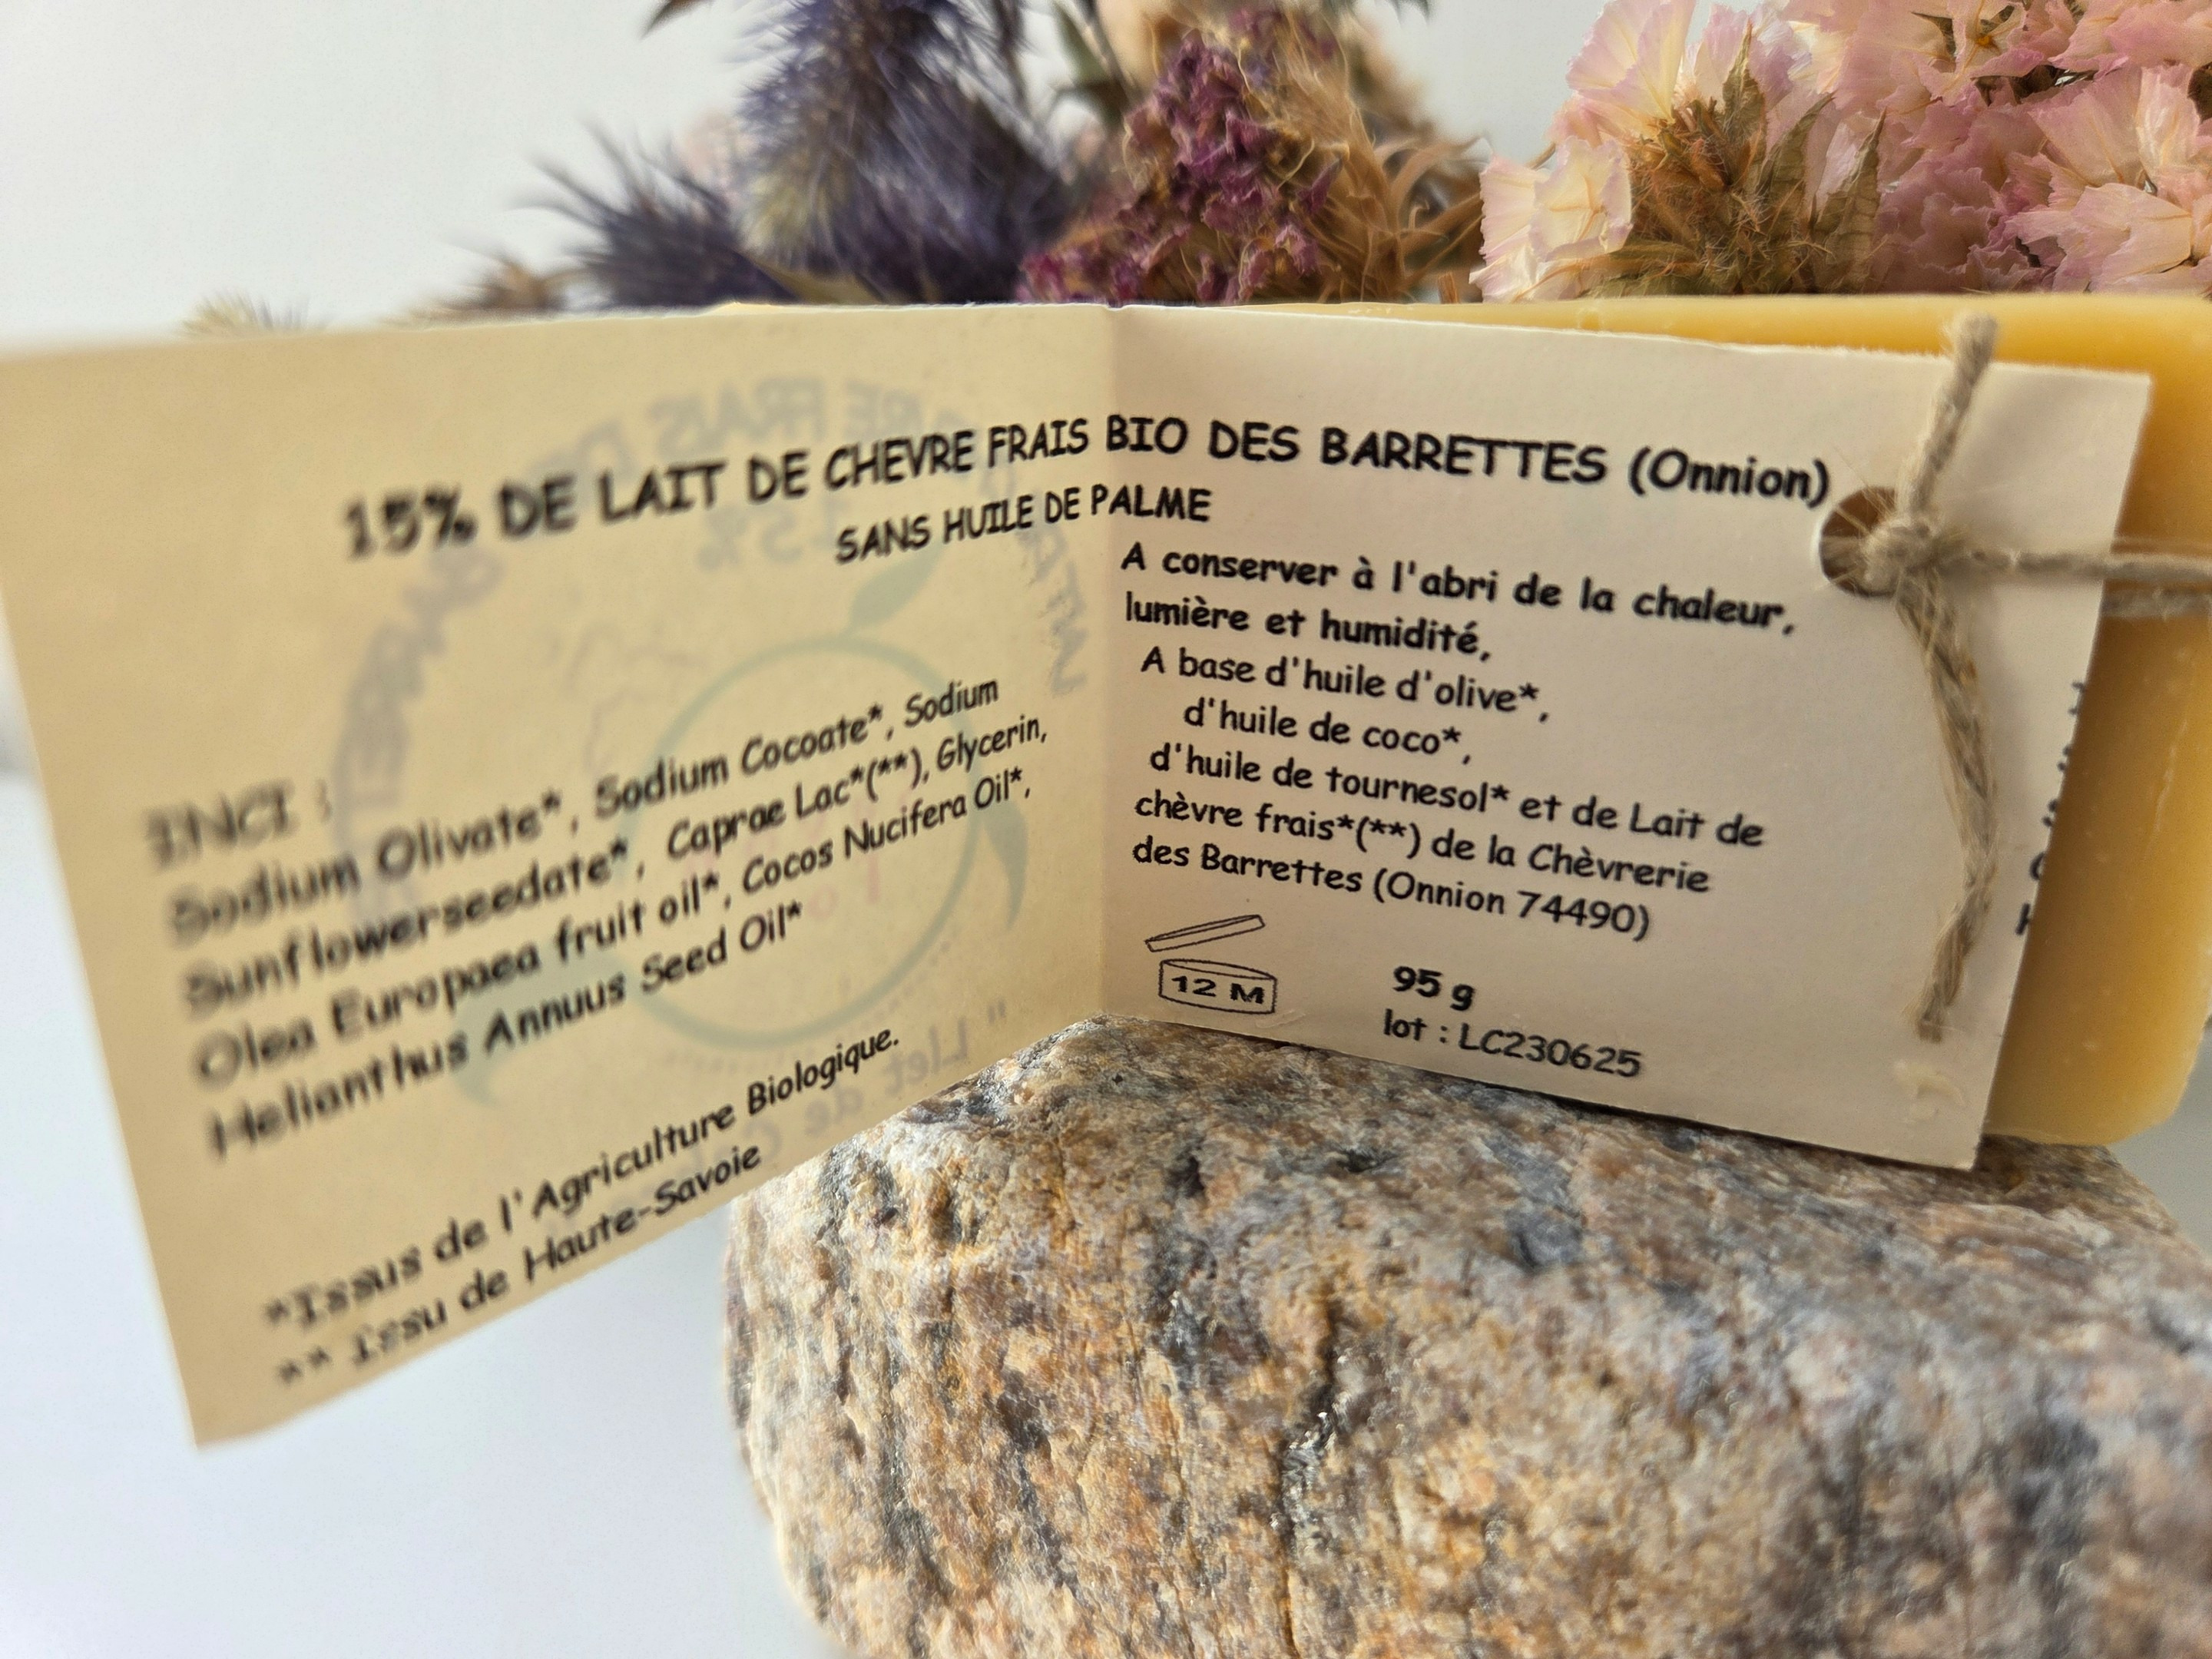 15% DE LAIT DE CHEVRE FRAIS BIO DES BARRETTES (Onnion)
SANS HUILE DE PALME
INCI :
Sodium Olivate*, Sodium Cocoate*, Sodium
Sunflowerseedate*, Caprae Lac*(**), Glycerin,
Olea Europaea fruit oil*, Cocos Nucifera Oil*,
Helianthus Annuus Seed Oil*
*Issus de l'Agriculture Biologique.
** Issu de Haute-Savoie
A conserver à l'abri de la chaleur,
lumière et humidité,
A base d'huile d'olive*,
d'huile de coco*,
d'huile de tournesol* et de Lait de
chèvre frais*(**) de la Chèvrerie
des Barrettes (Onnion 74490)
12 M
95 g
lot : LC230625